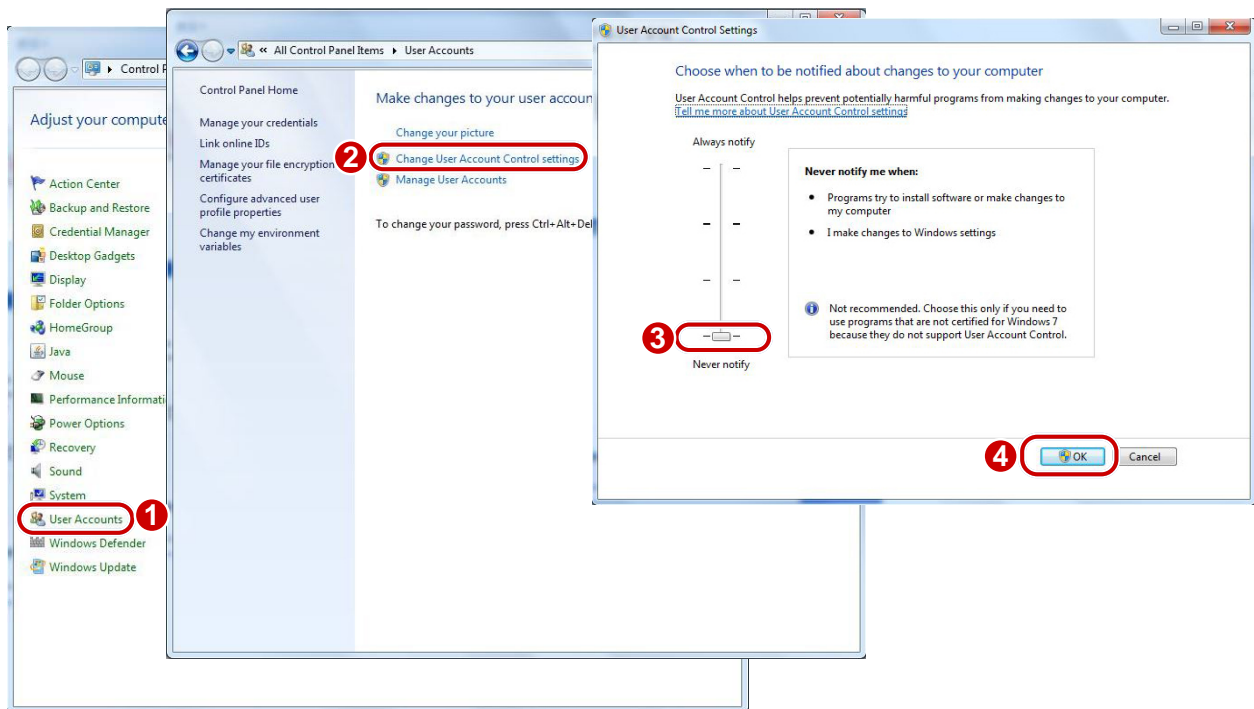 Control P
Adjust your compute
Action Center
Backup and Restore
Credential Manager
Desktop Gadgets
Display
Folder Options
HomeGroup
Java
Mouse
Performance Informati
Power Options
Recovery
Sound
System
User Accounts
1
Windows Defender
Windows Update
« All Control Panel Items
User Accounts
Control Panel Home
Manage your credentials
Link online IDs
Manage your file encryption
certificates
Configure advanced user
profile properties
Change my environment
variables
Make changes to your user accoun
Change your picture
2
Change User Account Control settings
Manage User Accounts
To change your password, press Ctrl+Alt+Del
User Account Control Settings
Choose when to be notified about changes to your computer
User Account Control helps prevent potentially harmful programs from making changes to your computer.
Tell me more about User Account Control settings
Always notify
3
Never notify
Never notify me when:
• Programs try to install software or make changes to
my computer
• I make changes to Windows settings
Not recommended. Choose this only if you need to
use programs that are not certified for Windows 7
because they do not support User Account Control.
4
OK
Cancel